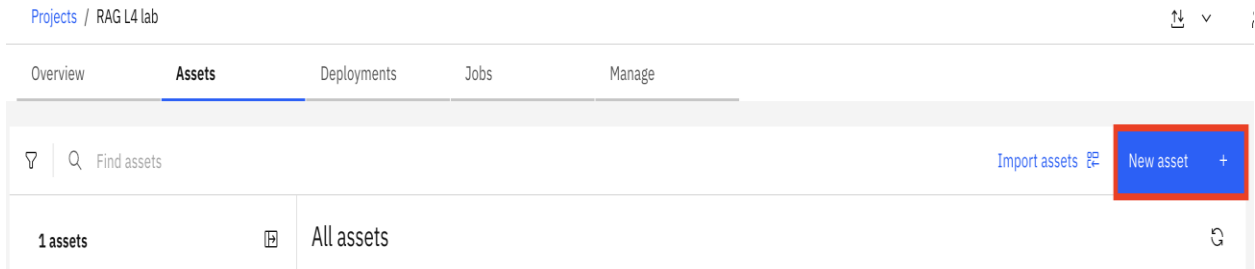 Projects / RAG L4 lab
Overview Assets Deployments Jobs Manage
Find assets Import assets New asset +
1 assets All assets